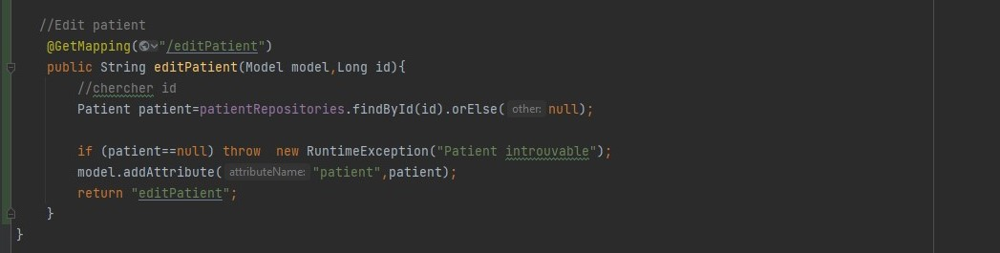 //Edit patient
@GetMapping("/editPatient")
public String editPatient(Model model,Long id){
//chercher id
Patient patient=patientRepositories.findById(id).orElse( other: null);
if (patient==null) throw  new RuntimeException("Patient introuvable");
model.addAttribute( attributeName: "patient",patient);
return "editPatient";
}
}